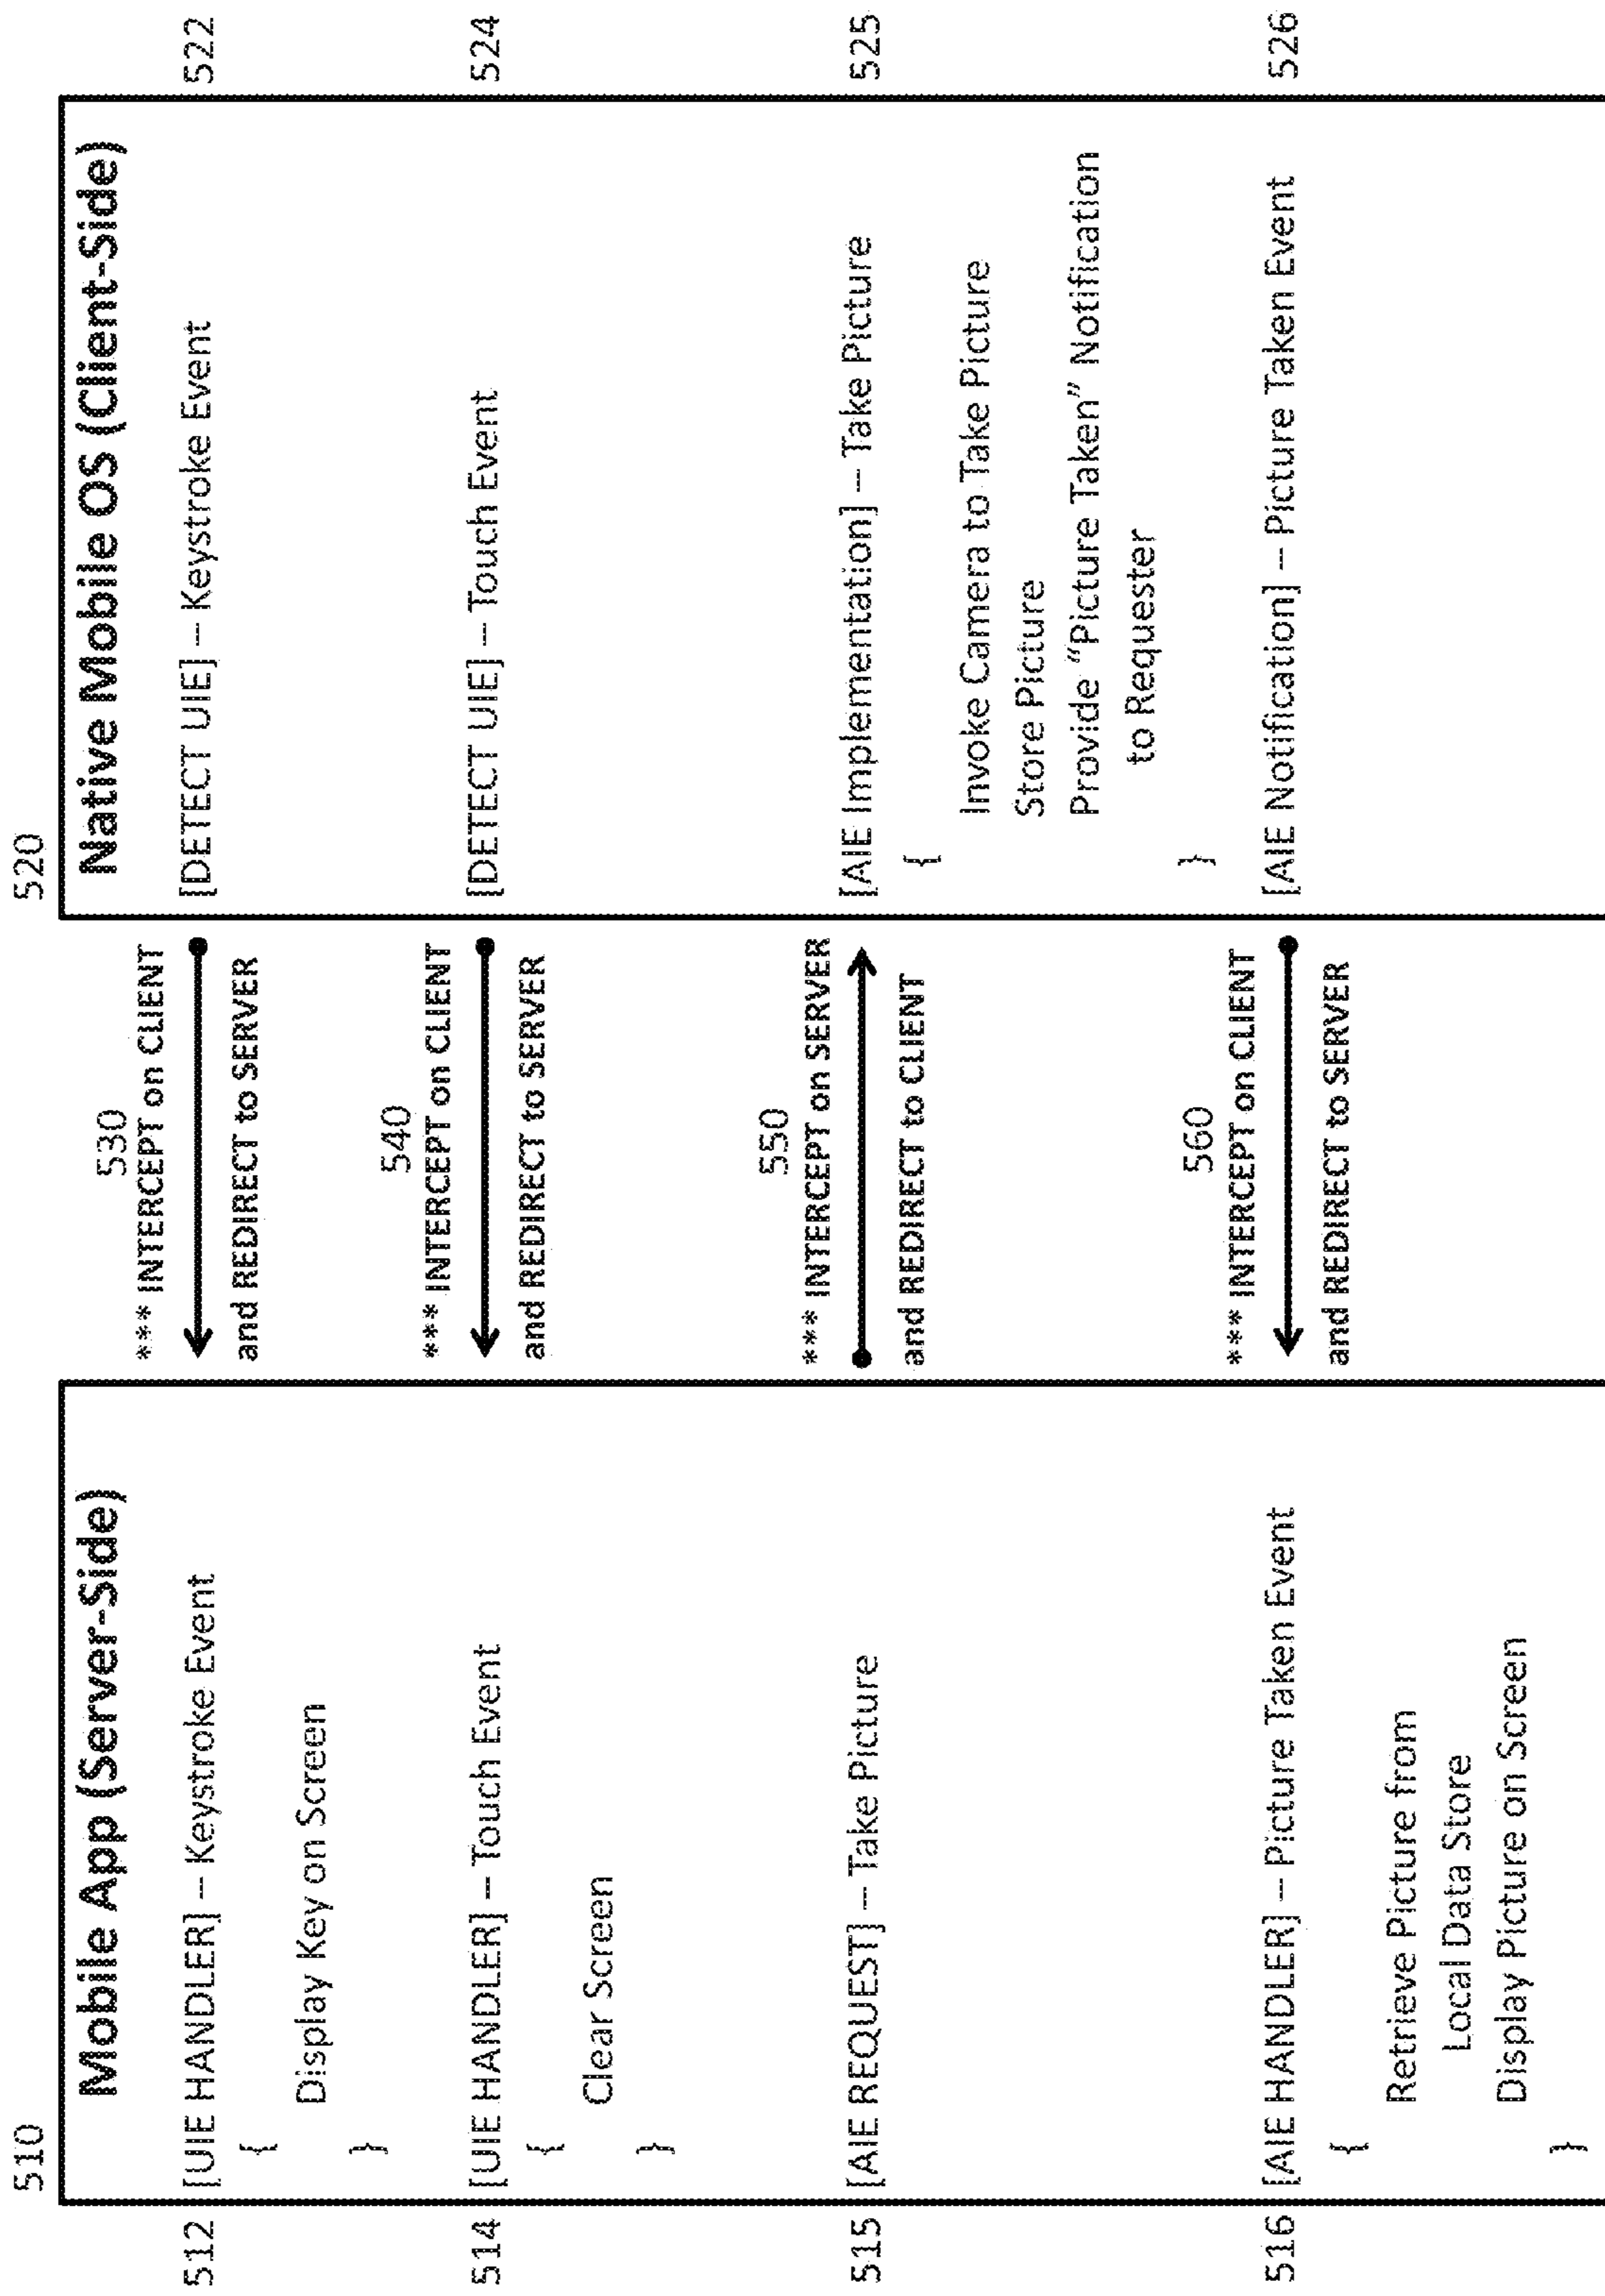 510
Mobile App (Server-Side)
512 [UIE HANDLER] – Keystroke Event
{
Display Key on Screen
}
514 [UIE HANDLER] – Touch Event
{
Clear Screen
}
515 [AIE REQUEST] – Take Picture
516 [AIE HANDLER] – Picture Taken Event
{
Retrieve Picture from
Local Data Store
Display Picture on Screen
}
530
*** INTERCEPT on CLIENT
and REDIRECT to SERVER
540
*** INTERCEPT on CLIENT
and REDIRECT to SERVER
550
*** INTERCEPT on SERVER
and REDIRECT to CLIENT
560
*** INTERCEPT on CLIENT
and REDIRECT to SERVER
520
Native Mobile OS (Client-Side)
[DETECT UIE] – Keystroke Event 522
[DETECT UIE] – Touch Event 524
[AIE Implementation] – Take Picture 525
{
Invoke Camera to Take Picture
Store Picture
Provide “Picture Taken” Notification
to Requester
}
[AIE Notification] – Picture Taken Event 526